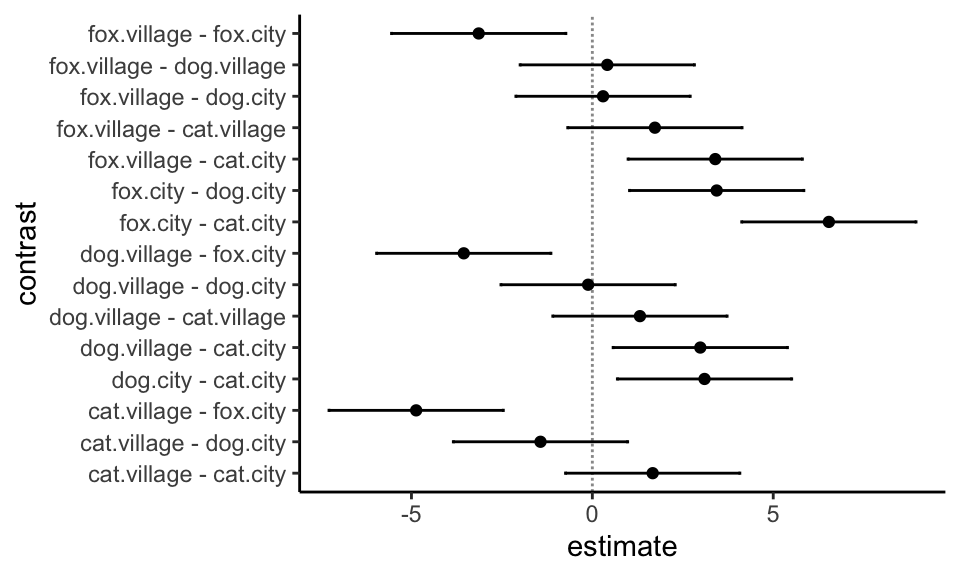 fox.village - fox.city
fox.village - dog.village
fox.village - dog.city
fox.village - cat.village
fox.village - cat.city
fox.city - dog.city
fox.city - cat.city
dog.village - fox.city
dog.village - dog.city
dog.village - cat.village
dog.village - cat.city
dog.city - cat.city
cat.village - fox.city
cat.village - dog.city
cat.village - cat.city
contrast
-5 0 5
estimate